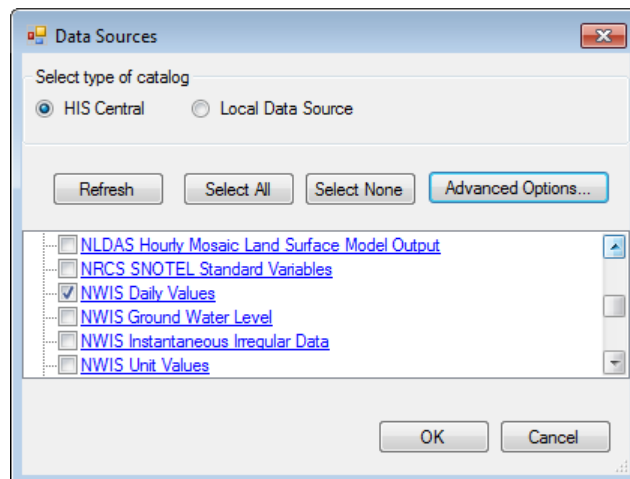 Data Sources
Select type of catalog
HIS Central Local Data Source
Refresh Select All Select None Advanced Options...
NLDAS Hourly Mosaic Land Surface Model Output
NRCS SNOTEL Standard Variables
NWIS Daily Values
NWIS Ground Water Level
NWIS Instantaneous Irregular Data
NWIS Unit Values
OK Cancel